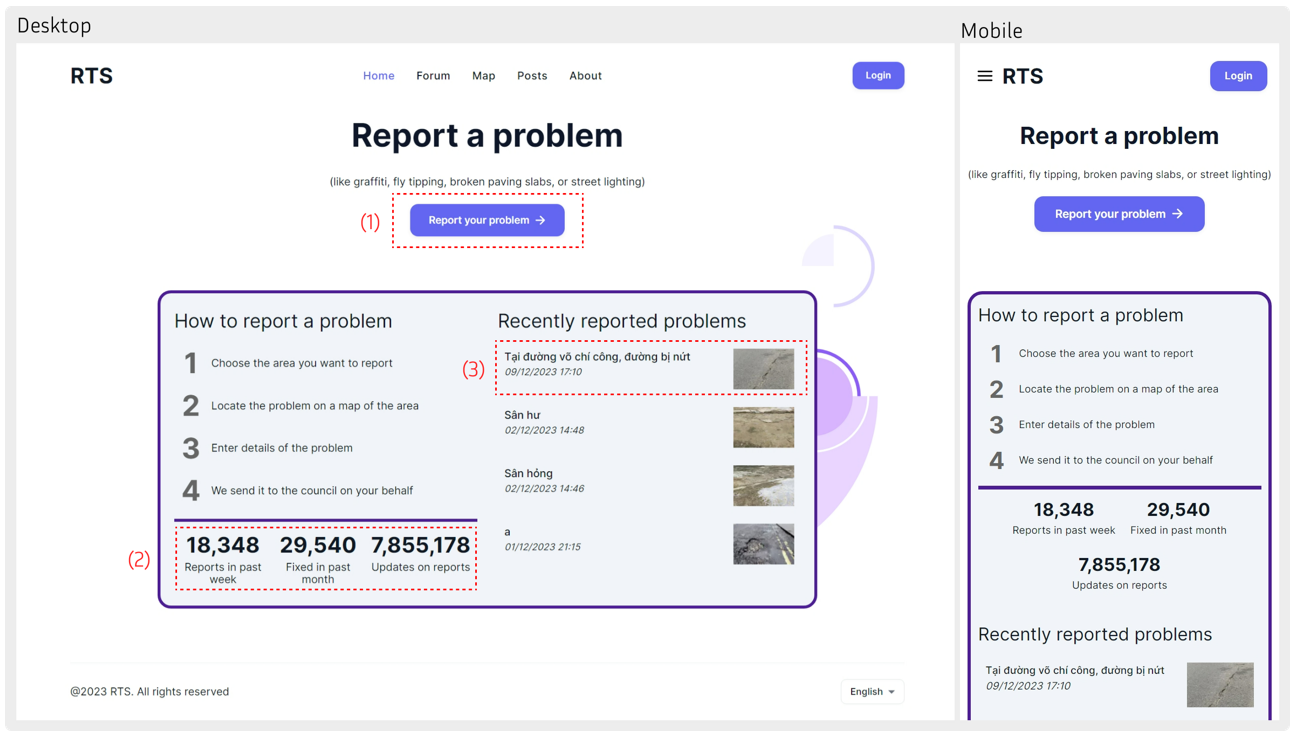 Desktop
RTS
Home Forum Map Posts About
Login
Report a problem
(like graffiti, fly tipping, broken paving slabs, or street lighting)
(1)
Report your problem →
How to report a problem
1 Choose the area you want to report
2 Locate the problem on a map of the area
3 Enter details of the problem
4 We send it to the council on your behalf
(2)
18,348 29,540 7,855,178
Reports in past Fixed in past Updates on reports
week month
Recently reported problems
(3)
Tại đường võ chí công, đường bị nứt
09/12/2023 17:10
Sân hư
02/12/2023 14:48
Sân hỏng
02/12/2023 14:46
a
01/12/2023 21:15
@2023 RTS. All rights reserved
English
Mobile
RTS
Login
Report a problem
(like graffiti, fly tipping, broken paving slabs, or street lighting)
Report your problem →
How to report a problem
1 Choose the area you want to report
2 Locate the problem on a map of the area
3 Enter details of the problem
4 We send it to the council on your behalf
18,348 29,540
Reports in past week Fixed in past month
7,855,178
Updates on reports
Recently reported problems
Tại đường võ chí công, đường bị nứt
09/12/2023 17:10